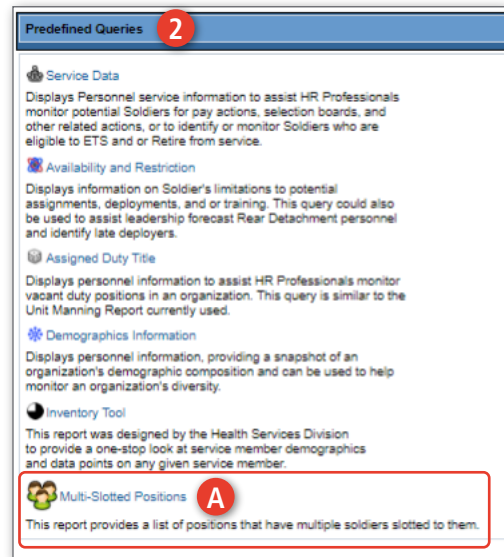 Predefined Queries 2
Service Data
Displays Personnel service information to assist HR Professionals
monitor potential Soldiers for pay actions, selection boards, and
other related actions, or to identify or monitor Soldiers who are
eligible to ETS and or Retire from service.
Availability and Restriction
Displays information on Soldier's limitations to potential
assignments, deployments, and or training. This query could also
be used to assist leadership forecast Rear Detachment personnel
and identify late deployers.
Assigned Duty Title
Displays personnel information to assist HR Professionals monitor
vacant duty positions in an organization. This query is similar to the
Unit Manning Report currently used.
Demographics Information
Displays personnel information, providing a snapshot of an
organization's demographic composition and can be used to help
monitor an organization's diversity.
Inventory Tool
This report was designed by the Health Services Division
to provide a one-stop look at service member demographics
and data points on any given service member.
Multi-Slotted Positions A
This report provides a list of positions that have multiple soldiers slotted to them.